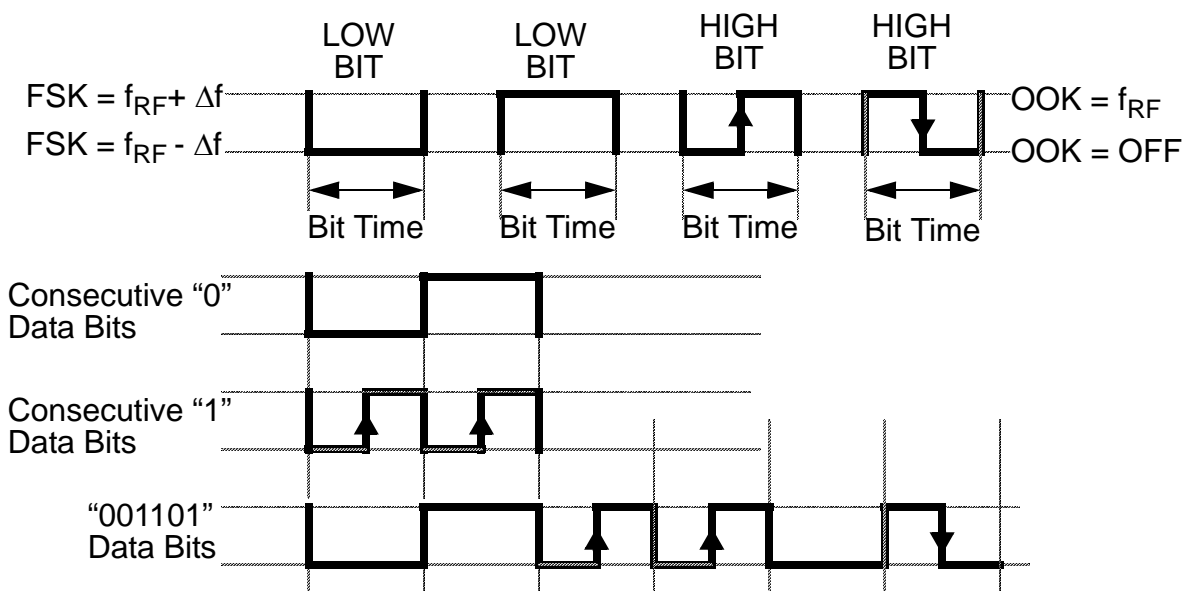 LOW
BIT
LOW
BIT
HIGH
BIT
HIGH
BIT
FSK = fRF+ Δf
FSK = fRF - Δf
OOK = fRF
OOK = OFF
Bit Time
Bit Time
Bit Time
Bit Time
Consecutive “0”
Data Bits
Consecutive “1”
Data Bits
“001101”
Data Bits